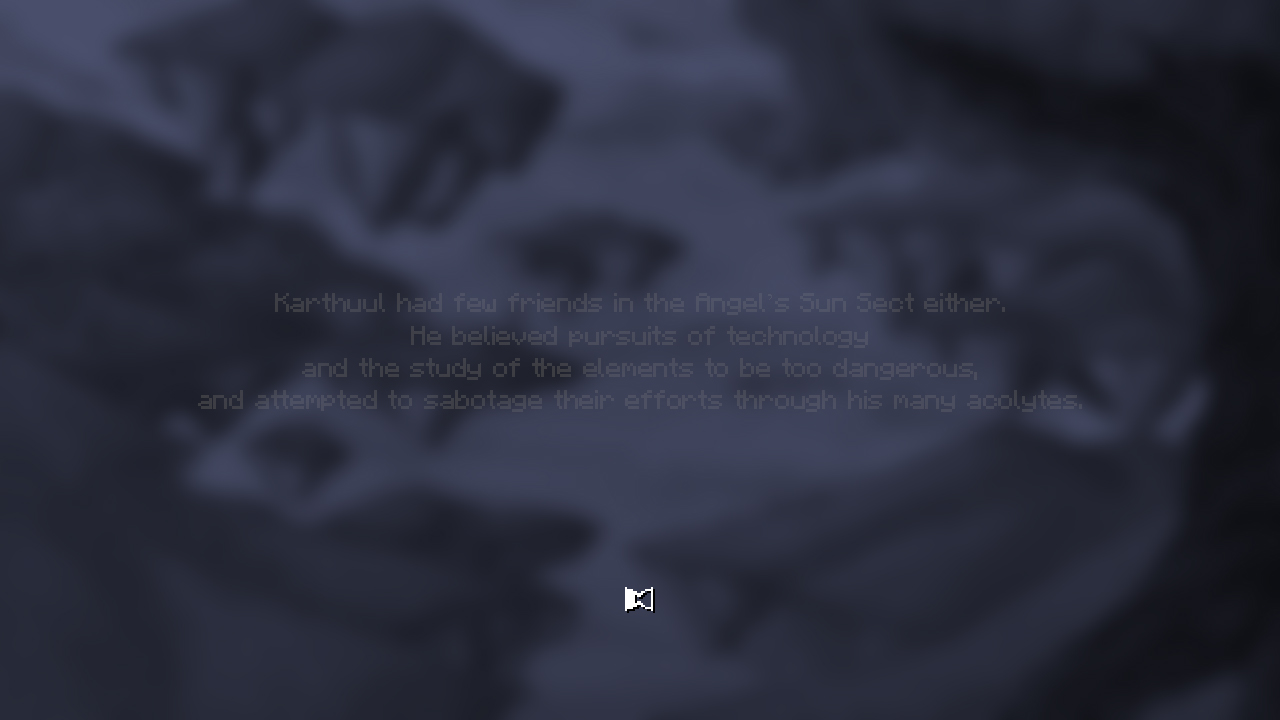 Karthuul had few friends in the Angel's Sun Sect either.
He believed pursuits of technology
and the study of the elements to be too dangerous,
and attempted to sabotage their efforts through his many acolytes.